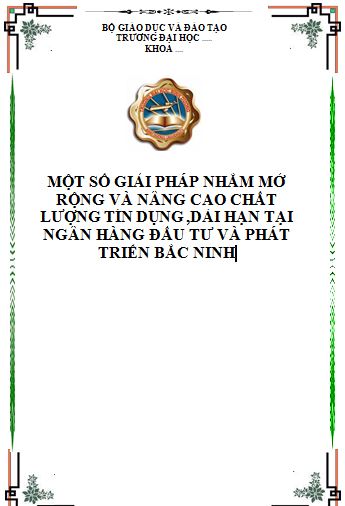 BỘ GIÁO DỤC VÀ ĐÀO TẠO
TRƯỜNG ĐẠI HỌC .....
KHOA ....
MỘT SỐ GIẢI PHÁP NHẰM MỞ
RỘNG VÀ NÂNG CAO CHẤT
LƯỢNG TÍN DỤNG ,DÀI HẠN TẠI
NGÂN HÀNG ĐẦU TƯ VÀ PHÁT
TRIỂN BẮC NINH